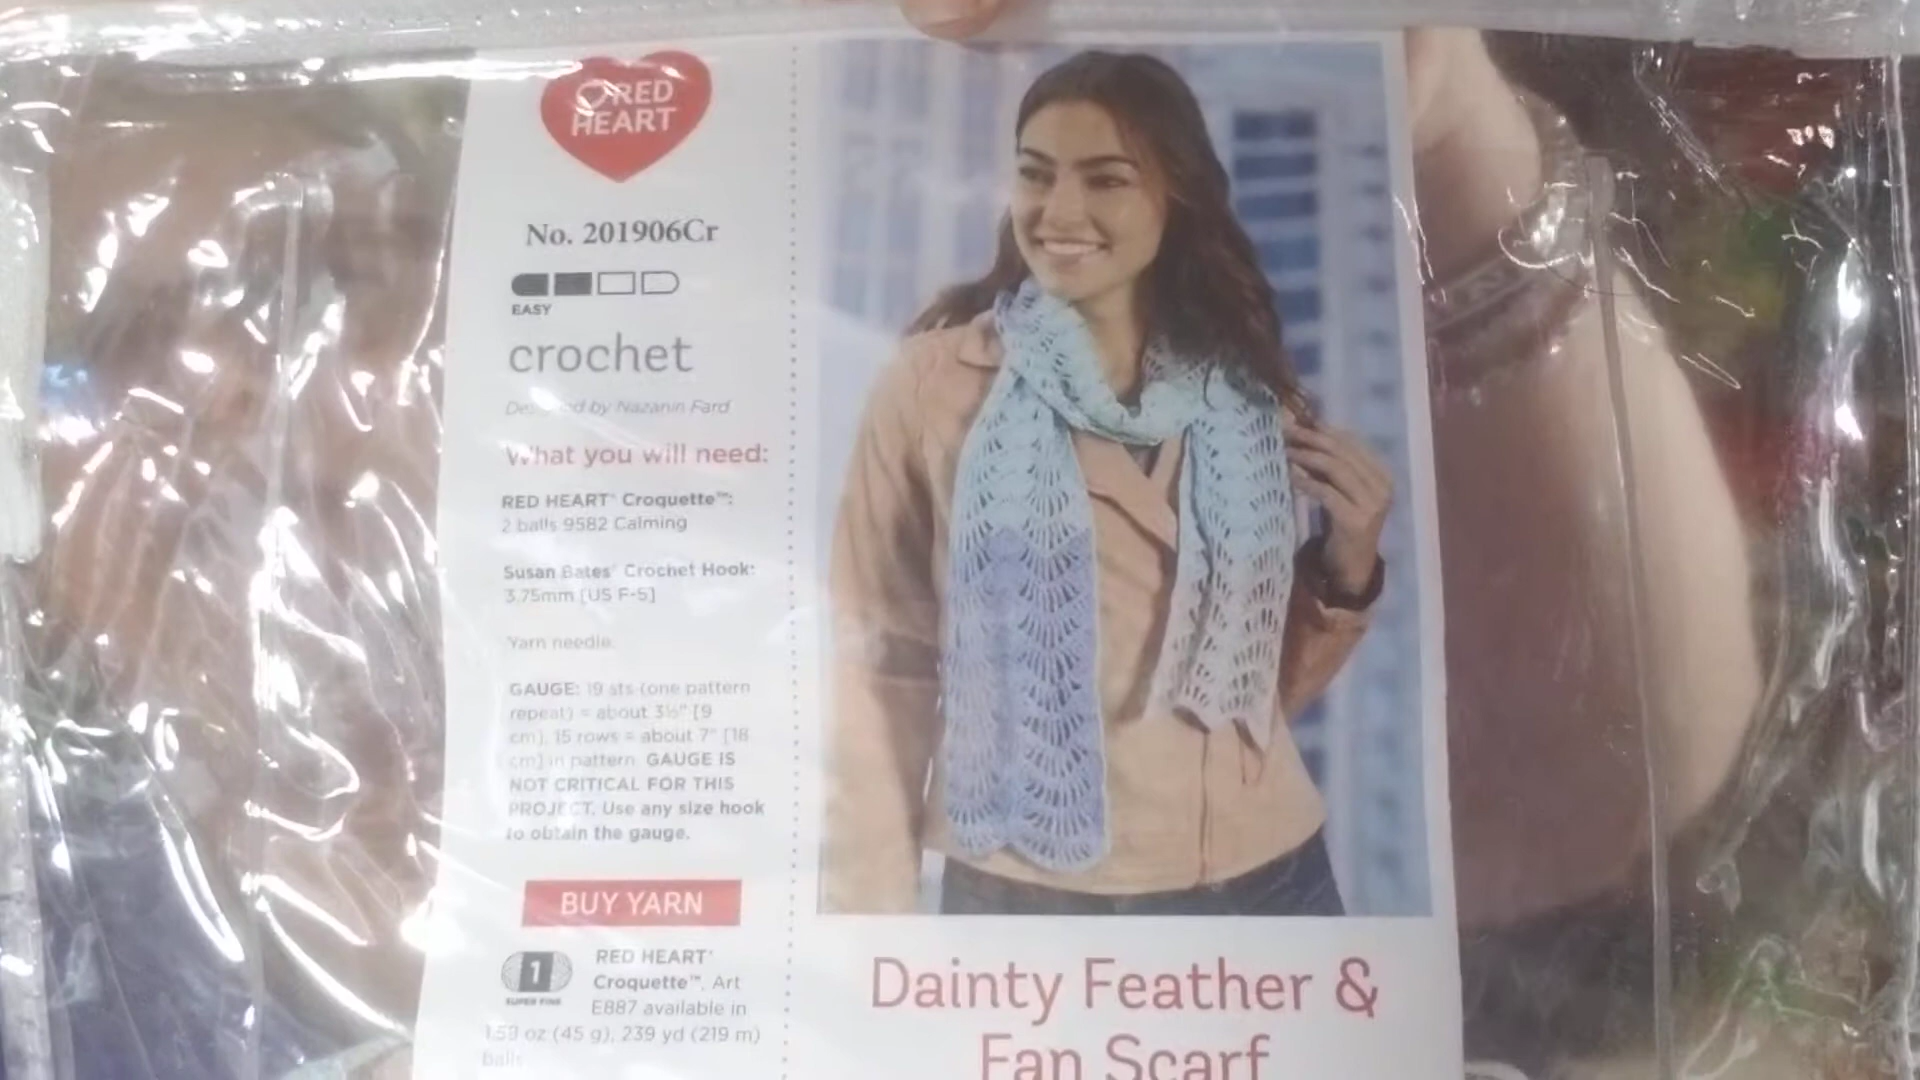 RED
HEART
No. 201906Cr
EASY
crochet
Designed by Nazanin Fard
What you will need:
RED HEART® Croquette™:
2 balls 9582 Calming
Susan Bates® Crochet Hook:
3.75mm [US F-5]
Yarn needle
GAUGE: 19 sts (one pattern
repeat) = about 3½" [9
cm]; 15 rows = about 7" [18
cm] in pattern. GAUGE IS
NOT CRITICAL FOR THIS
PROJECT. Use any size hook
to obtain the gauge.
BUY YARN
1
SUPER FINE
RED HEART®
Croquette™, Art
E887 available in
1.59 oz (45 g), 239 yd (219 m)
balls
Dainty Feather &
Fan Scarf